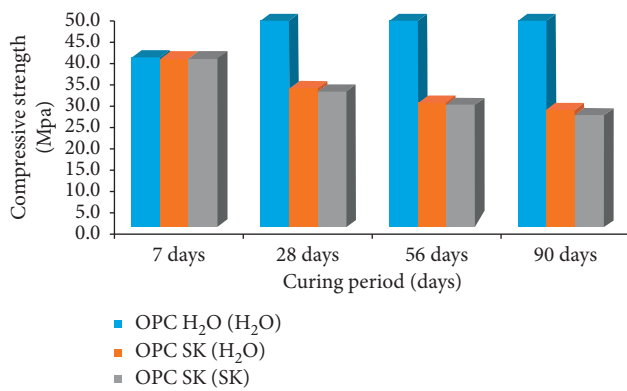 Compressive strength
(Mpa)
50.0
45.0
40.0
35.0
30.0
25.0
20.0
15.0
10.0
5.0
0.0
7 days
28 days
56 days
90 days
Curing period (days)
OPC H₂O (H₂O)
OPC SK (H₂O)
OPC SK (SK)